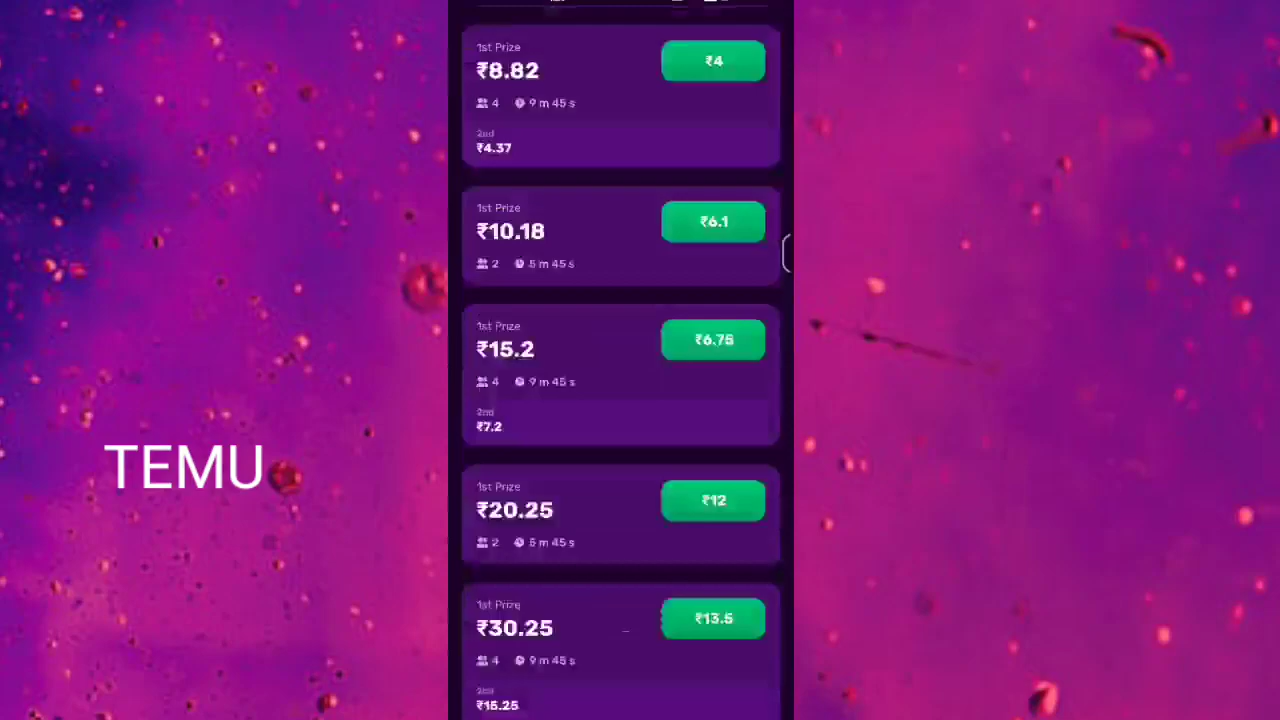 1st Prize
₹8.82
₹4
4 9 m 45 s
2nd
₹4.37
1st Prize
₹10.18
₹6.1
2 5 m 45 s
1st Prize
₹15.2
₹6.75
4 9 m 45 s
2nd
₹7.2
TEMU
1st Prize
₹20.25
₹12
2 5 m 45 s
1st Prize
₹30.25
₹13.5
4 9 m 45 s
2nd
₹15.25